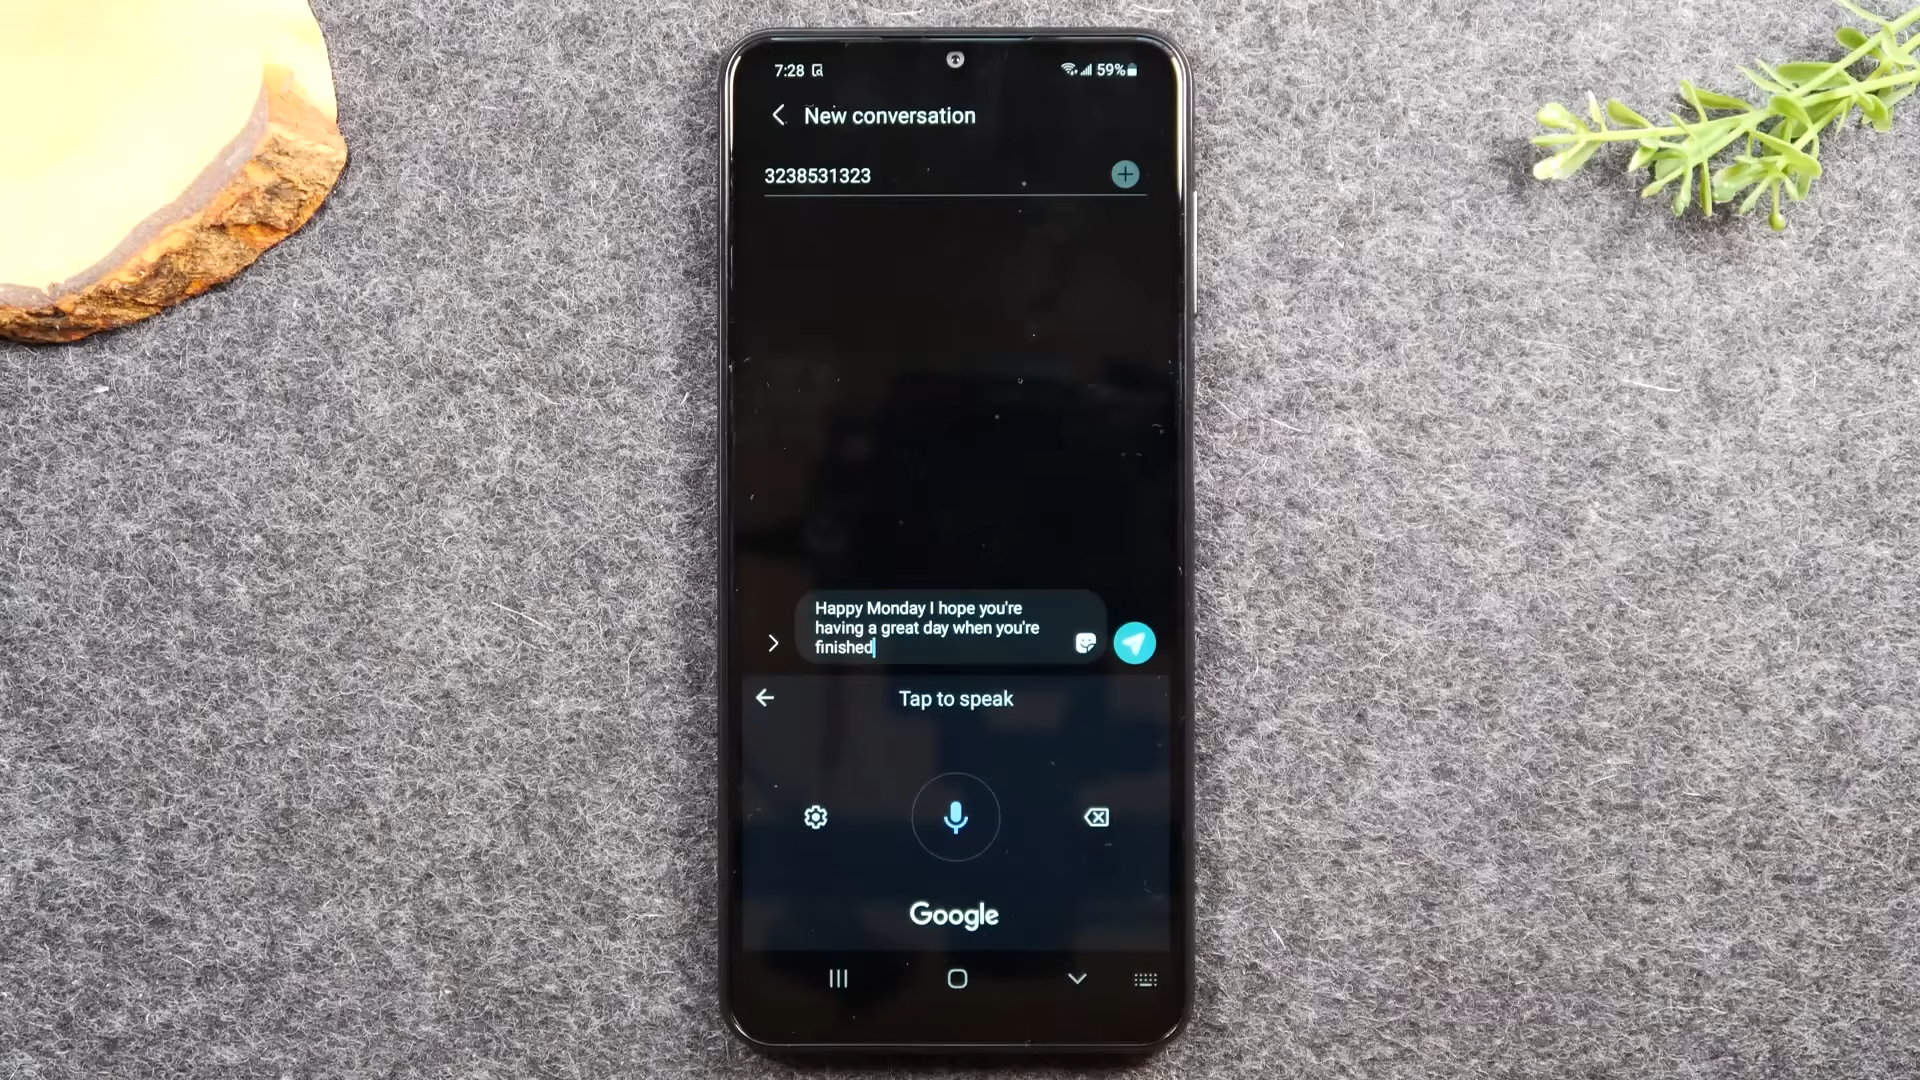 7:28 59%
New conversation
3238531323
Happy Monday I hope you're
having a great day when you're
finished
Tap to speak
Google